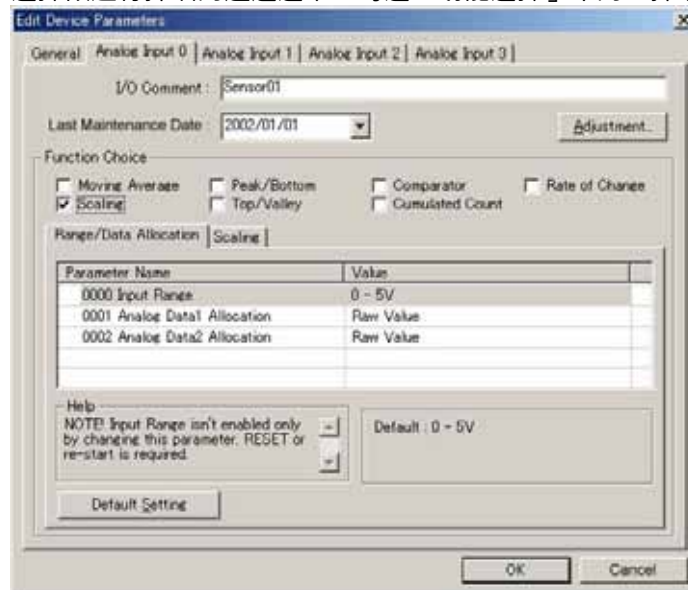 Edit Device Parameters
General Analog Input 0 Analog Input 1 Analog Input 2 Analog Input 3
I/O Comment : Sensor01
Last Maintenance Date : 2002/01/01 Adjustment..
Function Choice
Moving Average Peak/Bottom Comparator Rate of Change
Scaling Top/Valley Cumulated Count
Range/Data Allocation Scaling
Parameter Name Value
0000 Input Range 0 - 5V
0001 Analog Data1 Allocation Raw Value
0002 Analog Data2 Allocation Raw Value
Help
NOTE! Input Range isn't enabled only
by changing this parameter. RESET or
re-start is required.
Default : 0 - 5V
Default Setting
OK Cancel